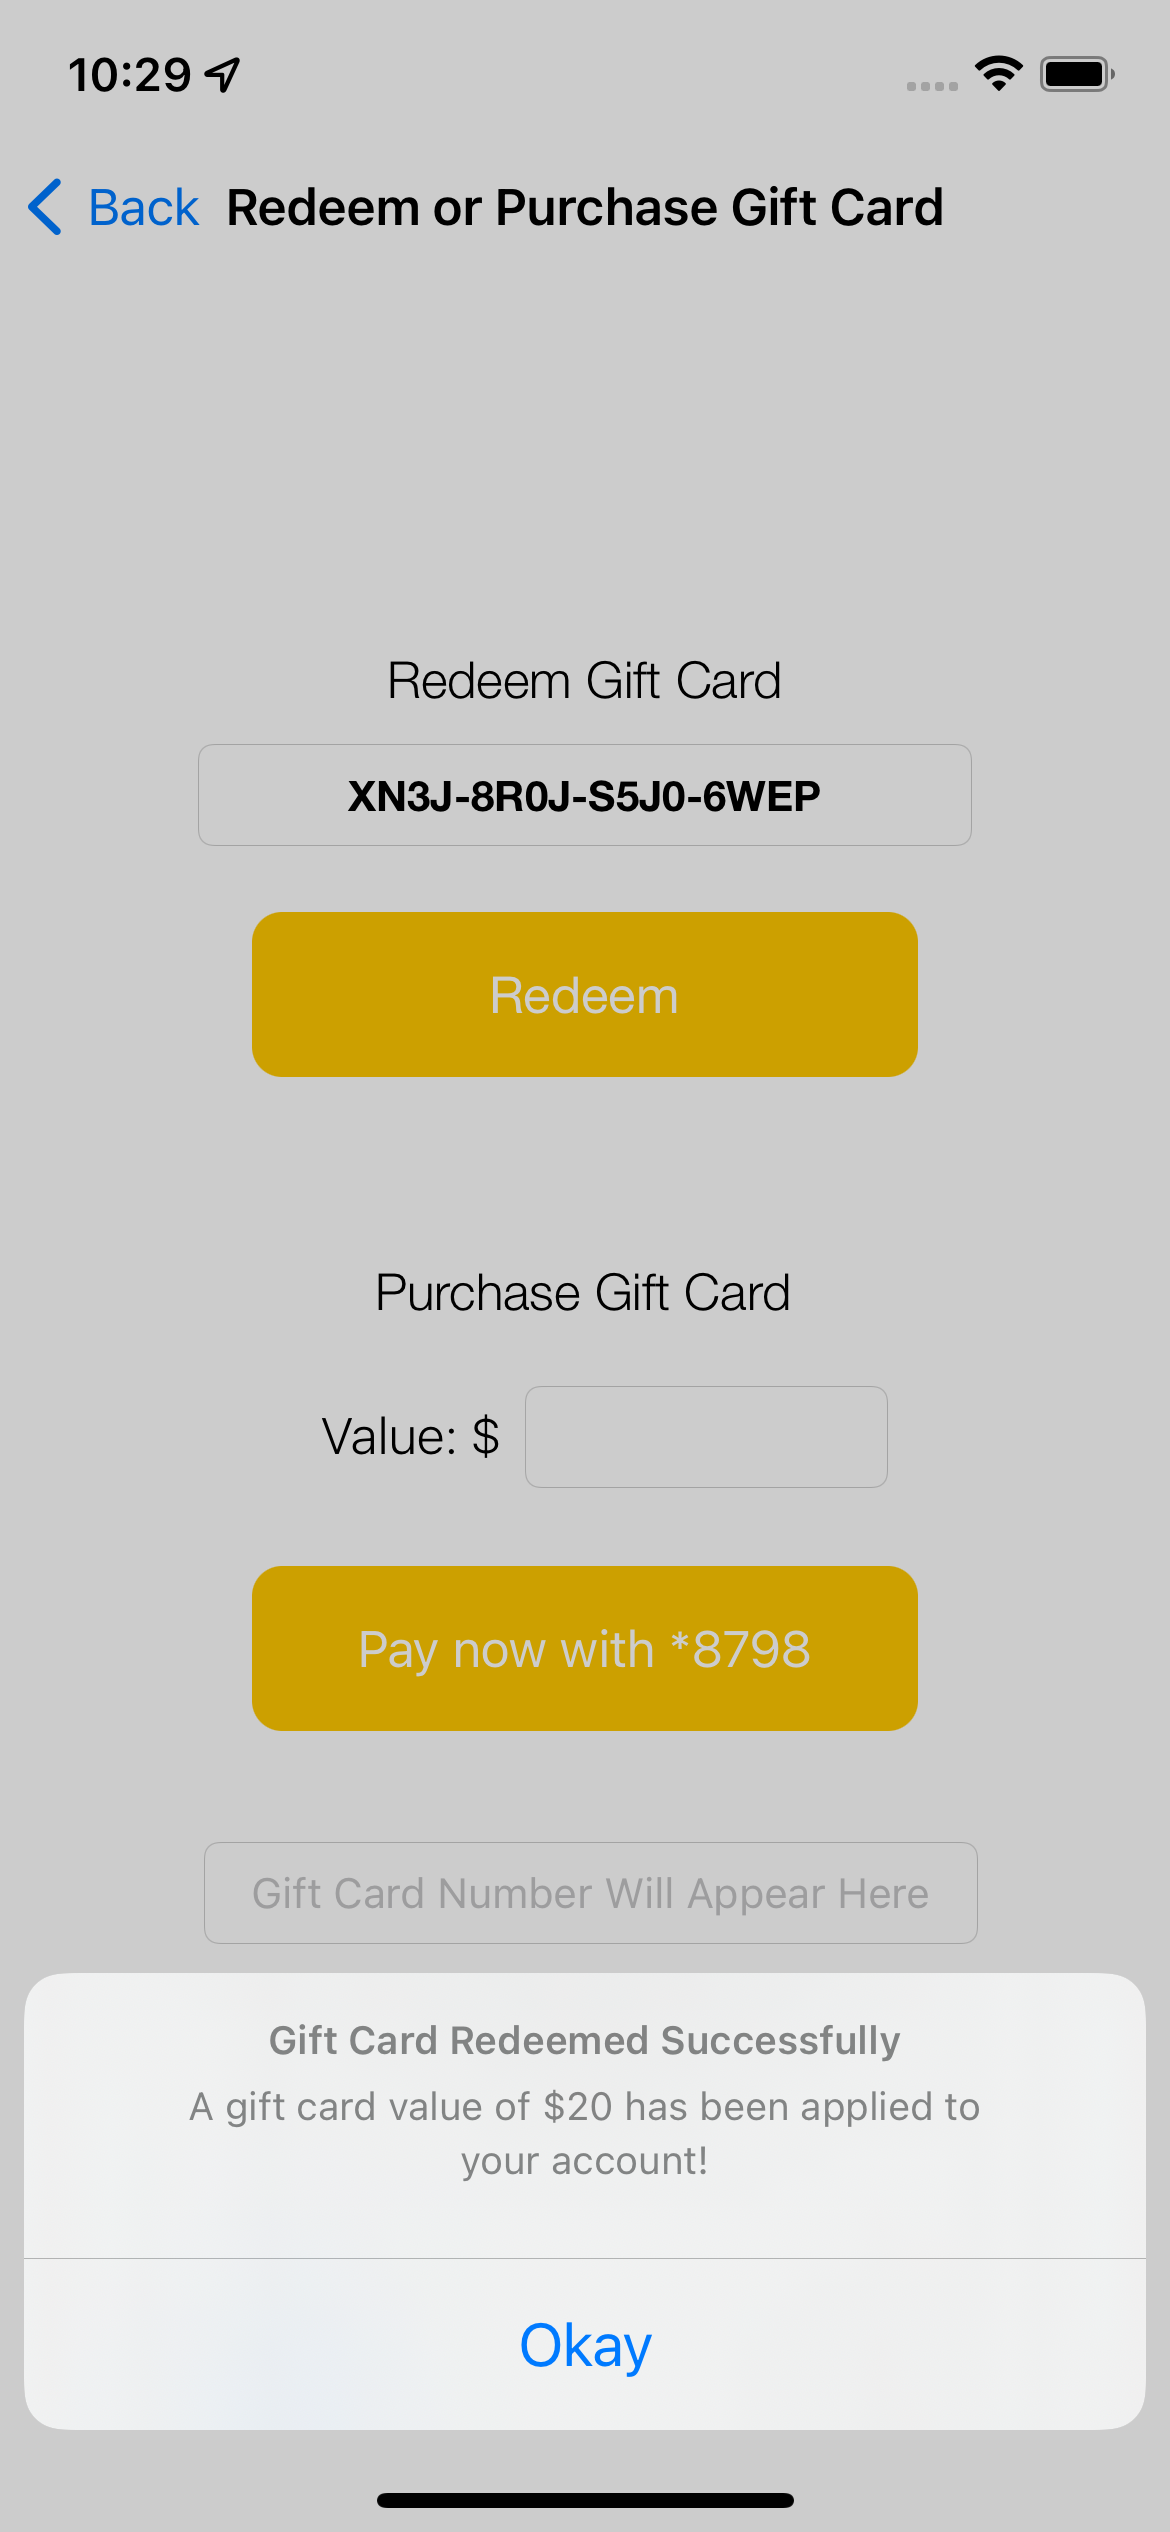 10:29
Back Redeem or Purchase Gift Card
Redeem Gift Card
XN3J-8R0J-S5J0-6WEP
Redeem
Purchase Gift Card
Value: $
Pay now with *8798
Gift Card Number Will Appear Here
Gift Card Redeemed Successfully
A gift card value of $20 has been applied to
your account!
Okay